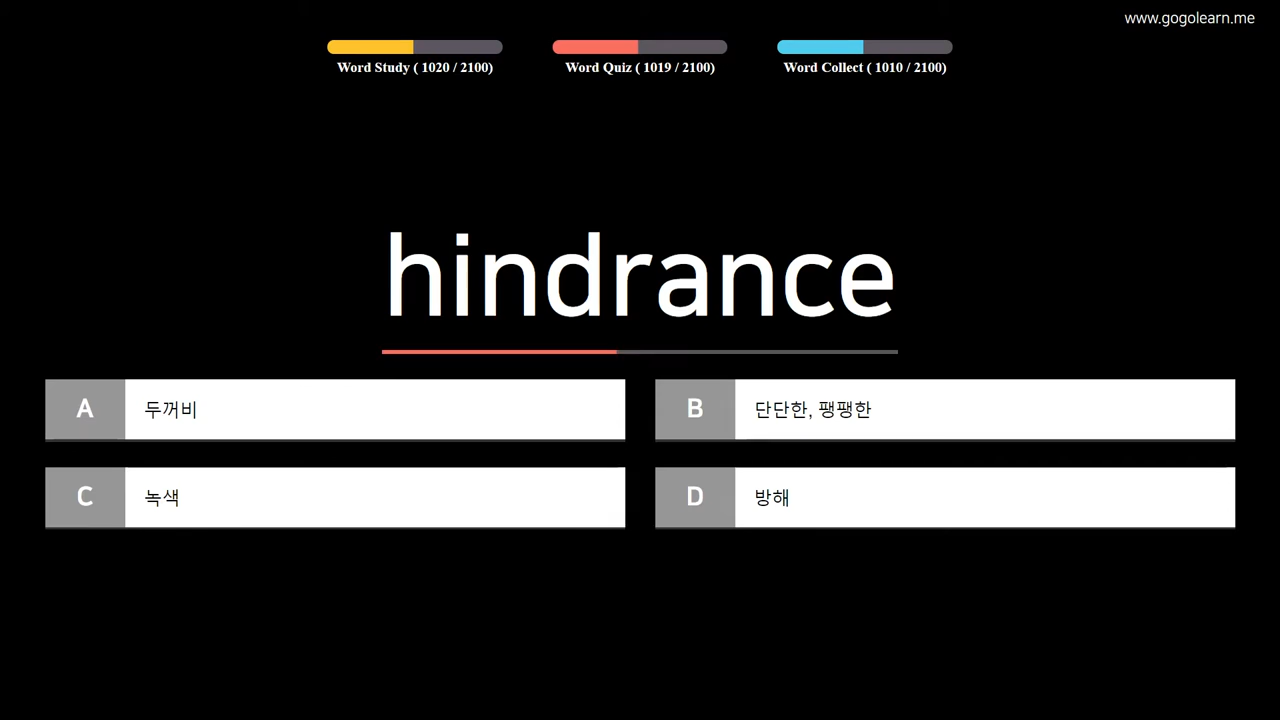 www.gogolearn.me
Word Study ( 1020 / 2100)
Word Quiz ( 1019 / 2100)
Word Collect ( 1010 / 2100)
hindrance
A 두꺼비
B 단단한, 팽팽한
C 녹색
D 방해